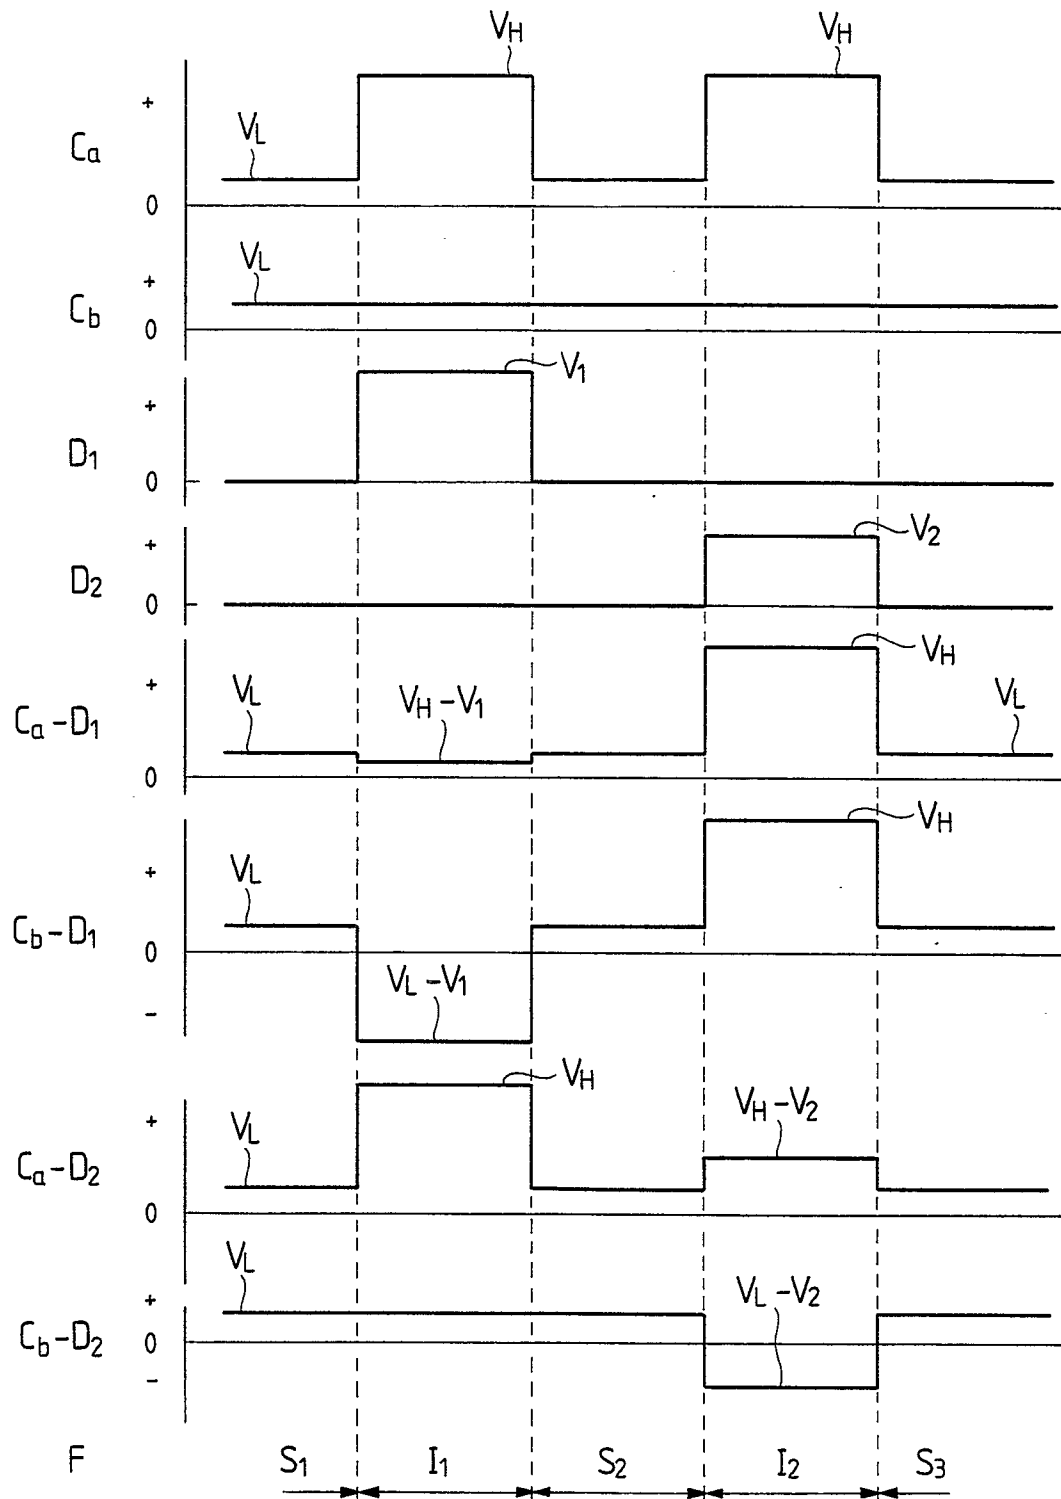 V_H V_H
+
V_L
C_a
0
V_L
+
C_b
0
V_1
+
D_1
0
V_2
+
D_2
0
V_H
+
V_L V_H-V_1 V_L
C_a-D_1
0
V_H
+
V_L
C_b-D_1
0
V_L-V_1
-
V_H
V_H-V_2
+
V_L
C_a-D_2
0
V_L
V_L-V_2
+
C_b-D_2
0
-
F S_1 I_1 S_2 I_2 S_3